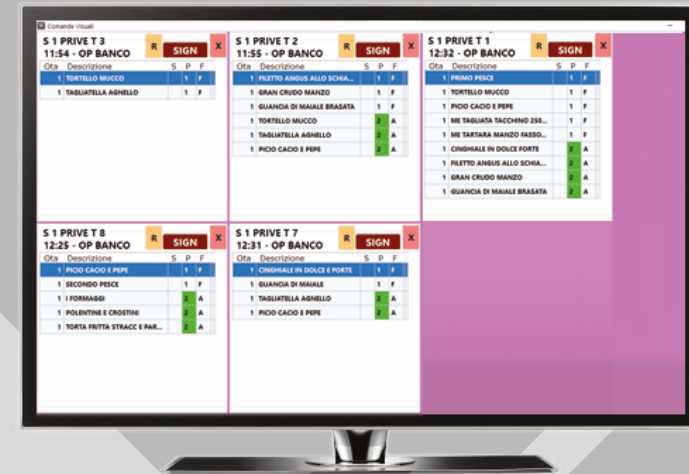 Comande Visuali
S 1 PRIVE T 3
11:54 - OP BANCO
R SIGN X
Qta Descrizione S P F
1 TORTELLO MUCCO 1 F
1 TAGLIATELLA AGNELLO 1 F
S 1 PRIVE T 2
11:55 - OP BANCO
R SIGN X
Qta Descrizione S P F
1 FILETTO ANGUS ALLO SCHIA... 1 F
1 GRAN CRUDO MANZO 1 F
1 GUANCIA DI MAIALE BRASATA 1 F
1 TORTELLO MUCCO 2 A
1 TAGLIATELLA AGNELLO 2 A
1 PICIO CACIO E PEPE 2 A
S 1 PRIVE T 1
12:32 - OP BANCO
R SIGN X
Qta Descrizione S P F
1 PRIMO PESCE 1 F
1 TORTELLO MUCCO 1 F
1 PICIO CACIO E PEPE 1 F
1 ME TAGLIATA TACCHINO 250... 1 F
1 ME TARTARA MANZO FASSO... 1 F
1 CINGHIALE IN DOLCE FORTE 2 A
1 FILETTO ANGUS ALLO SCHIA... 2 A
1 GRAN CRUDO MANZO 2 A
1 GUANCIA DI MAIALE BRASATA 2 A
S 1 PRIVE T 8
12:25 - OP BANCO
R SIGN X
Qta Descrizione S P F
1 PICIO CACIO E PEPE 1 F
1 SECONDO PESCE 1 F
1 I FORMAGGI 2 A
1 POLENTINE E CROSTINI 2 A
1 TORTA FRITTA STRACC E PAR... 2 A
S 1 PRIVE T 7
12:31 - OP BANCO
R SIGN X
Qta Descrizione S P F
1 CINGHIALE IN DOLCE E FORTE 1 F
1 GUANCIA DI MAIALE 1 F
1 TAGLIATELLA AGNELLO 2 A
1 PICIO CACIO E PEPE 2 A